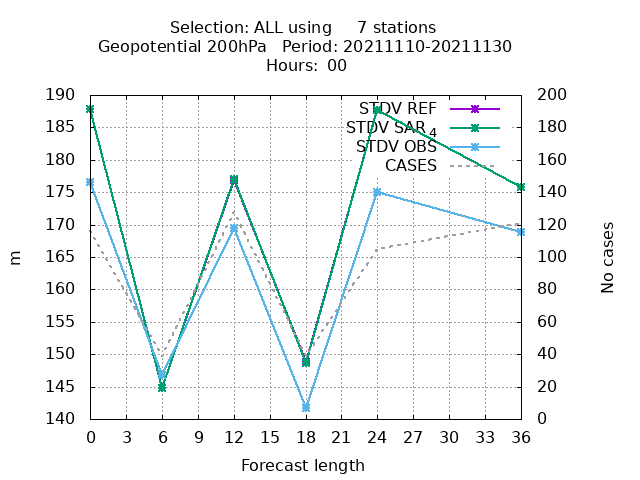 Selection: ALL using 7 stations
Geopotential 200hPa Period: 20211110-20211130
Hours: 00
190 200
STDV REF
185 180
STDV SAR₄
STDV OBS
180 160
CASES
175 140
170 120
165 100
160 80
155 60
150 40
145 20
140 0
m
No cases
0 3 6 9 12 15 18 21 24 27 30 33 36
Forecast length